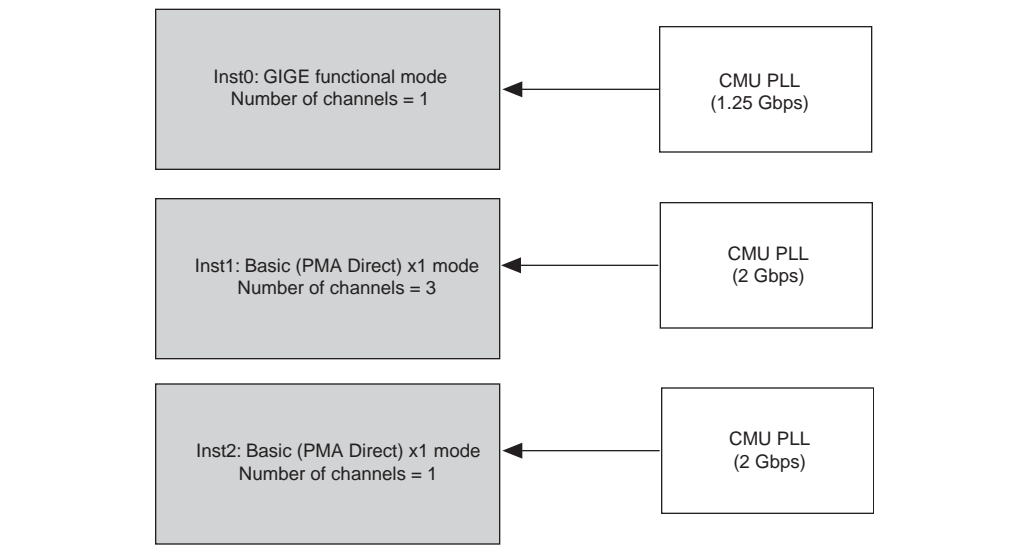 Inst0: GIGE functional mode
Number of channels = 1
CMU PLL
(1.25 Gbps)
Inst1: Basic (PMA Direct) x1 mode
Number of channels = 3
CMU PLL
(2 Gbps)
Inst2: Basic (PMA Direct) x1 mode
Number of channels = 1
CMU PLL
(2 Gbps)